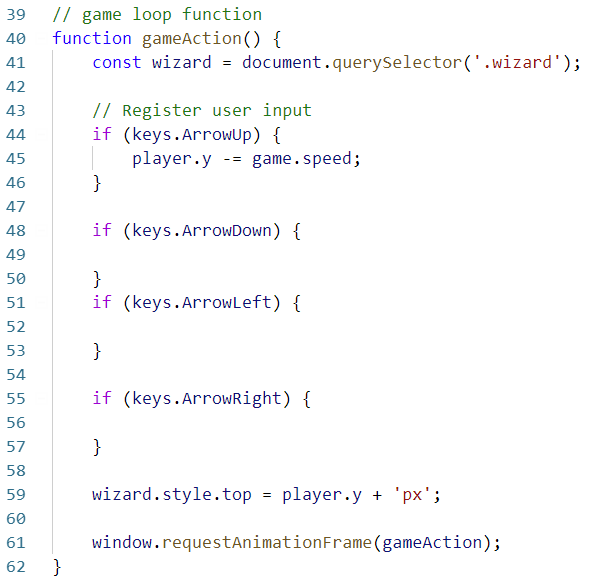 39 // game loop function
40 function gameAction() {
41     const wizard = document.querySelector('.wizard');
42
43     // Register user input
44     if (keys.ArrowUp) {
45         player.y -= game.speed;
46     }
47
48     if (keys.ArrowDown) {
49
50     }
51     if (keys.ArrowLeft) {
52
53     }
54
55     if (keys.ArrowRight) {
56
57     }
58
59     wizard.style.top = player.y + 'px';
60
61     window.requestAnimationFrame(gameAction);
62 }